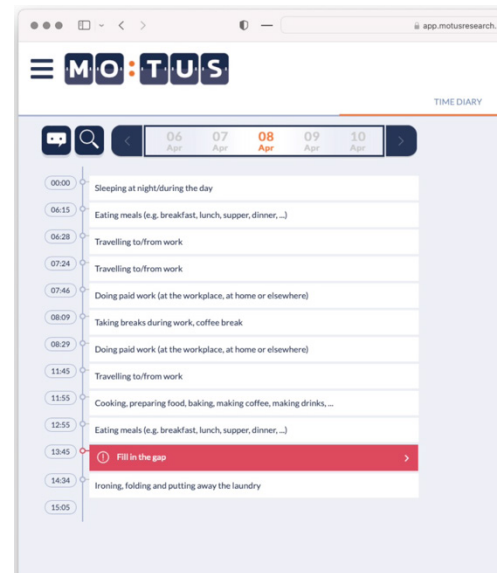 app.motusresearch.
MO:TUS
TIME DIARY
06 07 08 09 10
Apr Apr Apr Apr Apr
00:00 Sleeping at night/during the day
06:15 Eating meals (e.g. breakfast, lunch, supper, dinner, ...)
06:28 Travelling to/from work
07:24 Travelling to/from work
07:46 Doing paid work (at the workplace, at home or elsewhere)
08:09 Taking breaks during work, coffee break
08:29 Doing paid work (at the workplace, at home or elsewhere)
11:45 Travelling to/from work
11:55 Cooking, preparing food, baking, making coffee, making drinks, ...
12:55 Eating meals (e.g. breakfast, lunch, supper, dinner, ...)
13:45 Fill in the gap
14:34 Ironing, folding and putting away the laundry
15:05